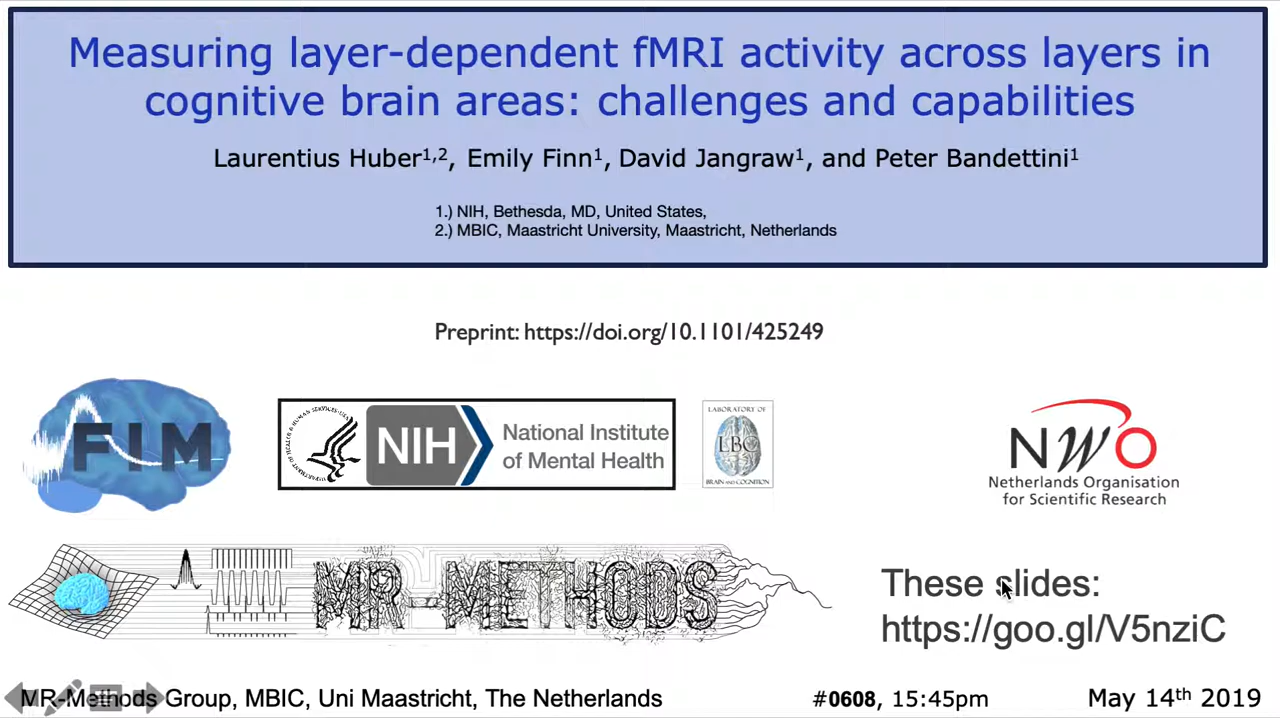 Measuring layer-dependent fMRI activity across layers in
cognitive brain areas: challenges and capabilities
Laurentius Huber1,2, Emily Finn1, David Jangraw1, and Peter Bandettini1
1.) NIH, Bethesda, MD, United States,
2.) MBIC, Maastricht University, Maastricht, Netherlands
Preprint: https://doi.org/10.1101/425249
FIM
NIH
National Institute
of Mental Health
LABORATORY OF
LBC
BRAIN AND COGNITION
NWO
Netherlands Organisation
for Scientific Research
MR-METHODS
These slides:
https://goo.gl/V5nziC
MR-Methods Group, MBIC, Uni Maastricht, The Netherlands
#0608, 15:45pm
May 14th 2019